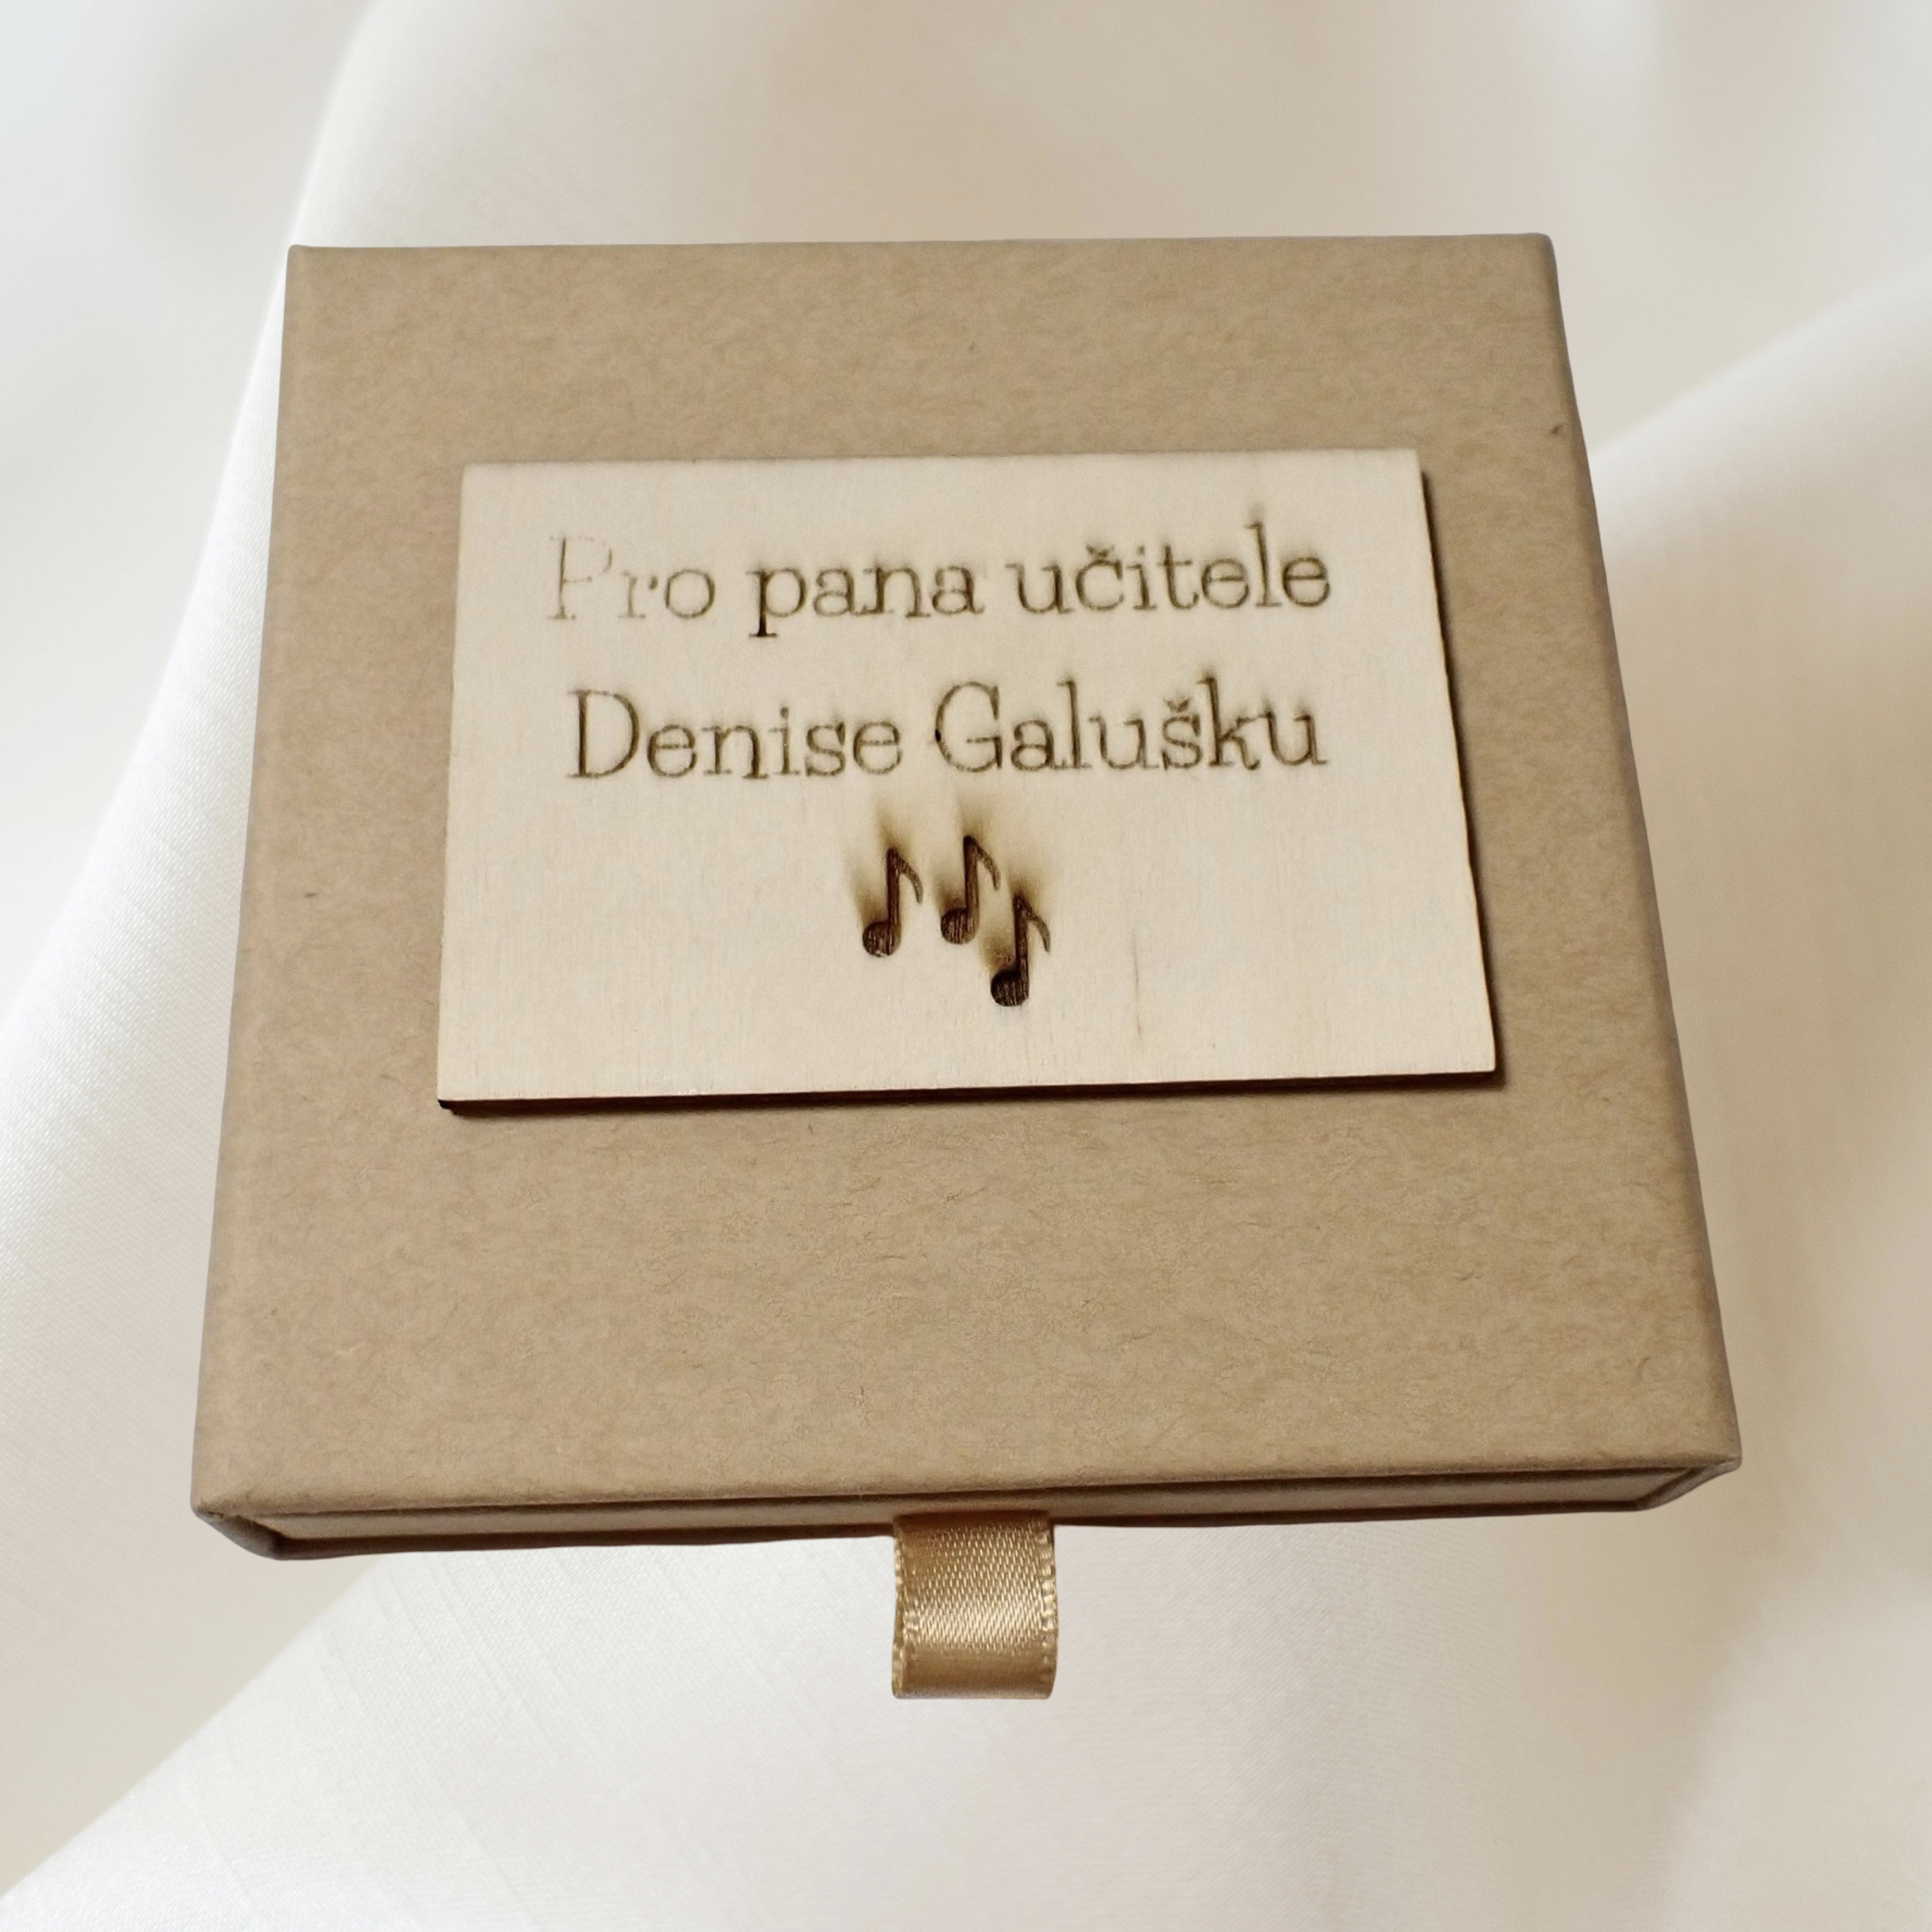 Pro pana učitele
Denise Galušku